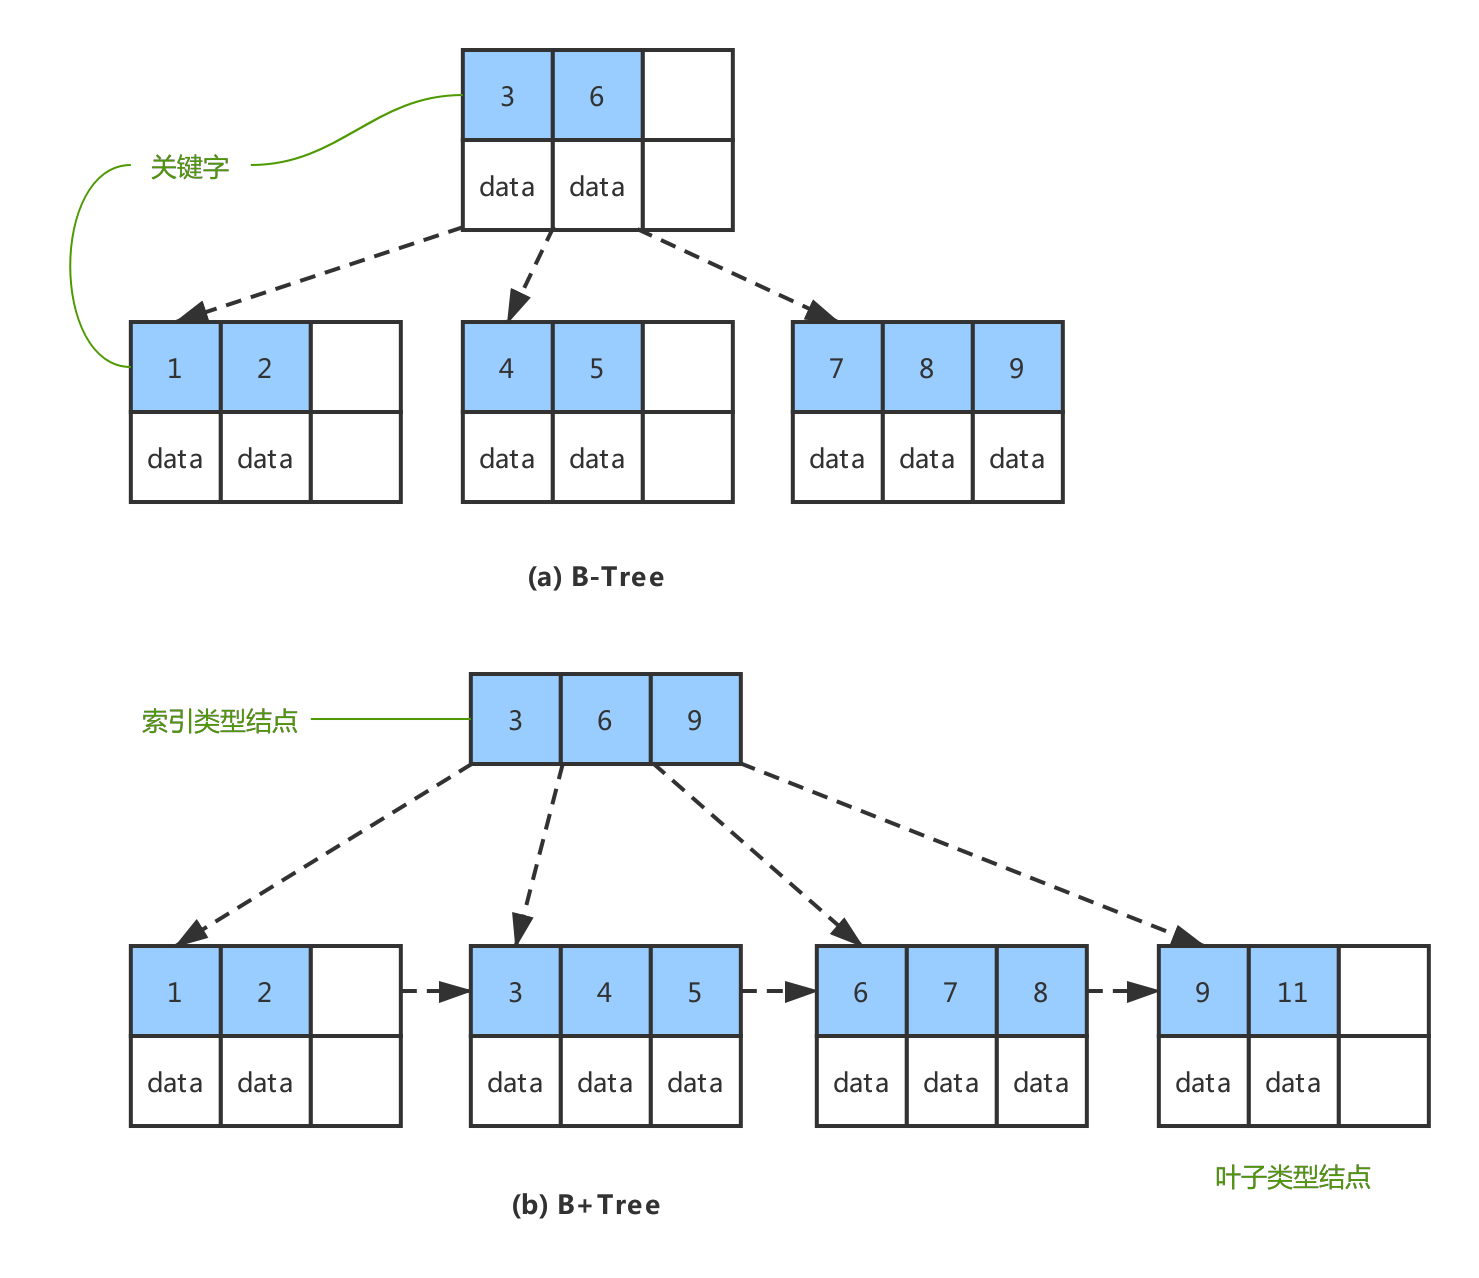 3 6
关键字
data data
1 2
4 5
7 8 9
data data
data data
data data data
(a) B-Tree
索引类型结点
3 6 9
1 2
3 4 5
6 7 8
9 11
data data
data data data
data data data
data data
叶子类型结点
(b) B+Tree